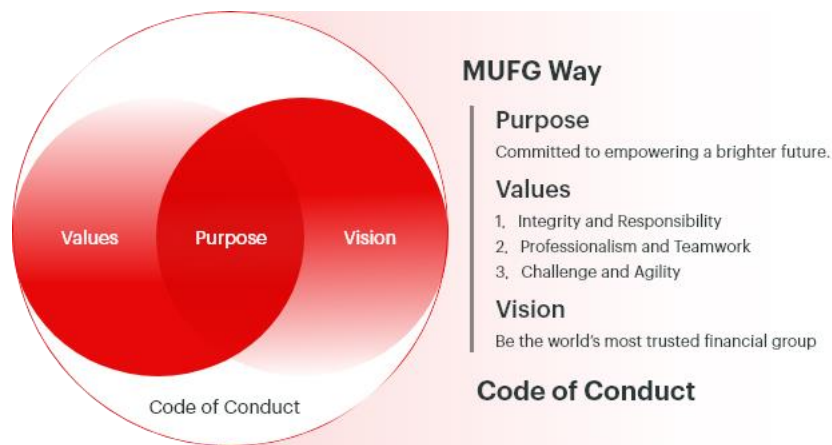 Values
Purpose
Vision
Code of Conduct
MUFG Way
Purpose
Committed to empowering a brighter future.
Values
1, Integrity and Responsibility
2, Professionalism and Teamwork
3, Challenge and Agility
Vision
Be the world's most trusted financial group
Code of Conduct